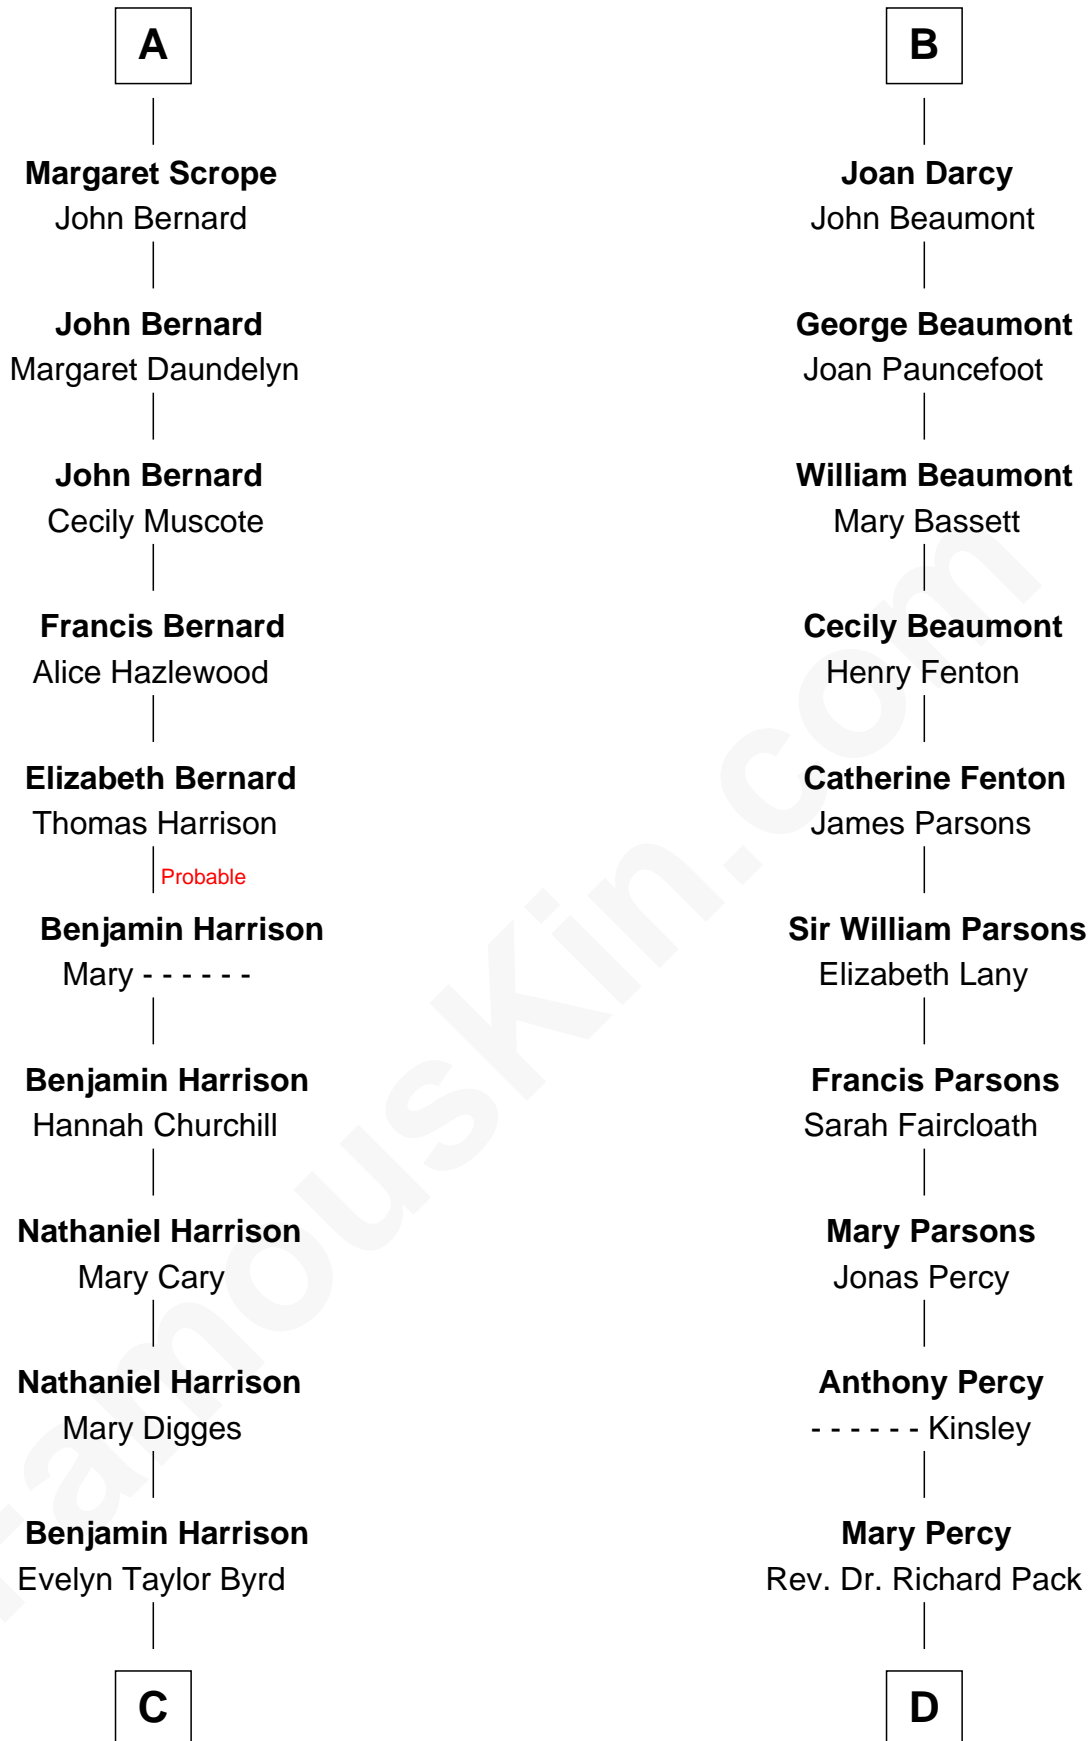 A
Margaret Scrope
John Bernard
John Bernard
Margaret Daundelyn
John Bernard
Cecily Muscote
Francis Bernard
Alice Hazlewood
Elizabeth Bernard
Thomas Harrison
Probable
Benjamin Harrison
Mary - - - - - -
Benjamin Harrison
Hannah Churchill
Nathaniel Harrison
Mary Cary
Nathaniel Harrison
Mary Digges
Benjamin Harrison
Evelyn Taylor Byrd
C
B
Joan Darcy
John Beaumont
George Beaumont
Joan Pauncefoot
William Beaumont
Mary Bassett
Cecily Beaumont
Henry Fenton
Catherine Fenton
James Parsons
Sir William Parsons
Elizabeth Lany
Francis Parsons
Sarah Faircloath
Mary Parsons
Jonas Percy
Anthony Percy
- - - - - - Kinsley
Mary Percy
Rev. Dr. Richard Pack
D
FamousKin.com